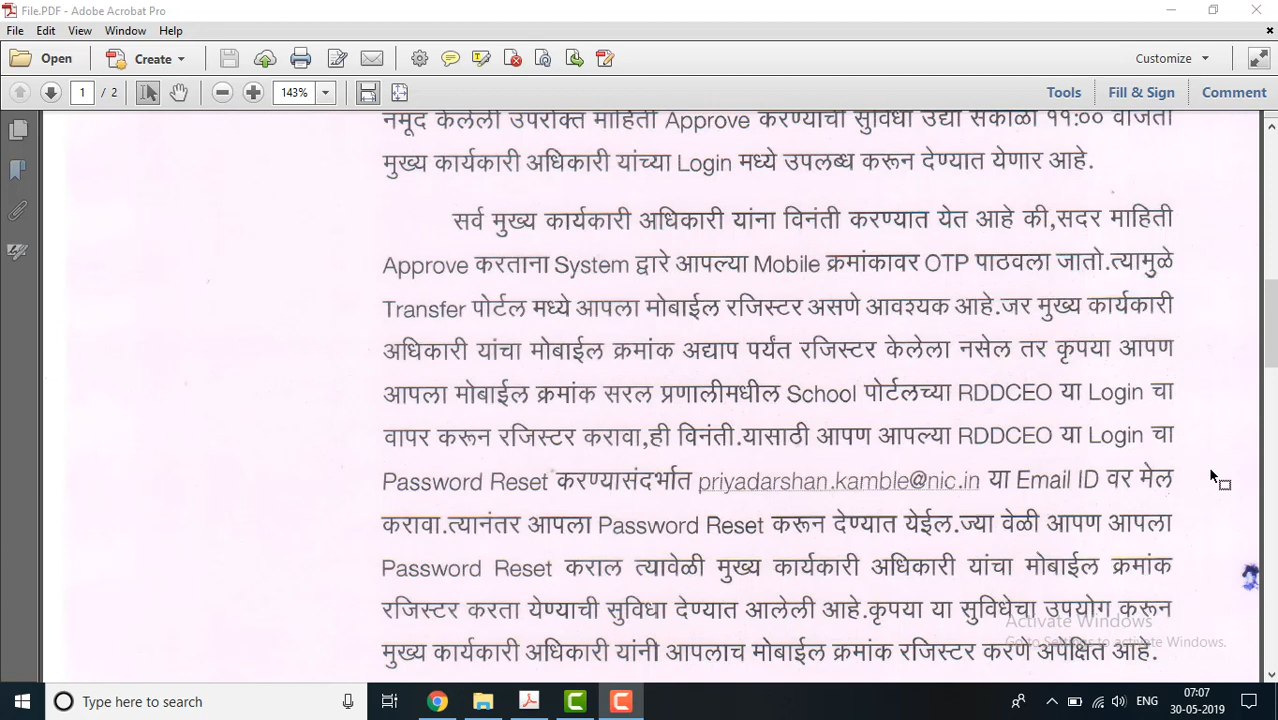 File.PDF - Adobe Acrobat Pro
File Edit View Window Help
Open Create Customize
1 / 2 143% Tools Fill & Sign Comment
नमूद केलेली उपरोक्त माहिती Approve करण्याची सुविधा उद्या सकाळी ११:०० वाजता
मुख्य कार्यकारी अधिकारी यांच्या Login मध्ये उपलब्ध करून देण्यात येणार आहे.
सर्व मुख्य कार्यकारी अधिकारी यांना विनंती करण्यात येत आहे की,सदर माहिती
Approve करताना System द्वारे आपल्या Mobile क्रमांकावर OTP पाठवला जातो.त्यामुळे
Transfer पोर्टल मध्ये आपला मोबाईल रजिस्टर असणे आवश्यक आहे.जर मुख्य कार्यकारी
अधिकारी यांचा मोबाईल क्रमांक अद्याप पर्यंत रजिस्टर केलेला नसेल तर कृपया आपण
आपला मोबाईल क्रमांक सरल प्रणालीमधील School पोर्टलच्या RDDCEO या Login चा
वापर करून रजिस्टर करावा,ही विनंती.यासाठी आपण आपल्या RDDCEO या Login चा
Password Reset करण्यासंदर्भात priyadarshan.kamble@nic.in या Email ID वर मेल
करावा.त्यानंतर आपला Password Reset करून देण्यात येईल.ज्या वेळी आपण आपला
Password Reset कराल त्यावेळी मुख्य कार्यकारी अधिकारी यांचा मोबाईल क्रमांक
रजिस्टर करता येण्याची सुविधा देण्यात आलेली आहे.कृपया या सुविधेचा उपयोग करून
मुख्य कार्यकारी अधिकारी यांनी आपलाच मोबाईल क्रमांक रजिस्टर करणे अपेक्षित आहे.
Activate Windows
Go to Settings to activate Windows.
Type here to search
ENG
07:07
30-05-2019